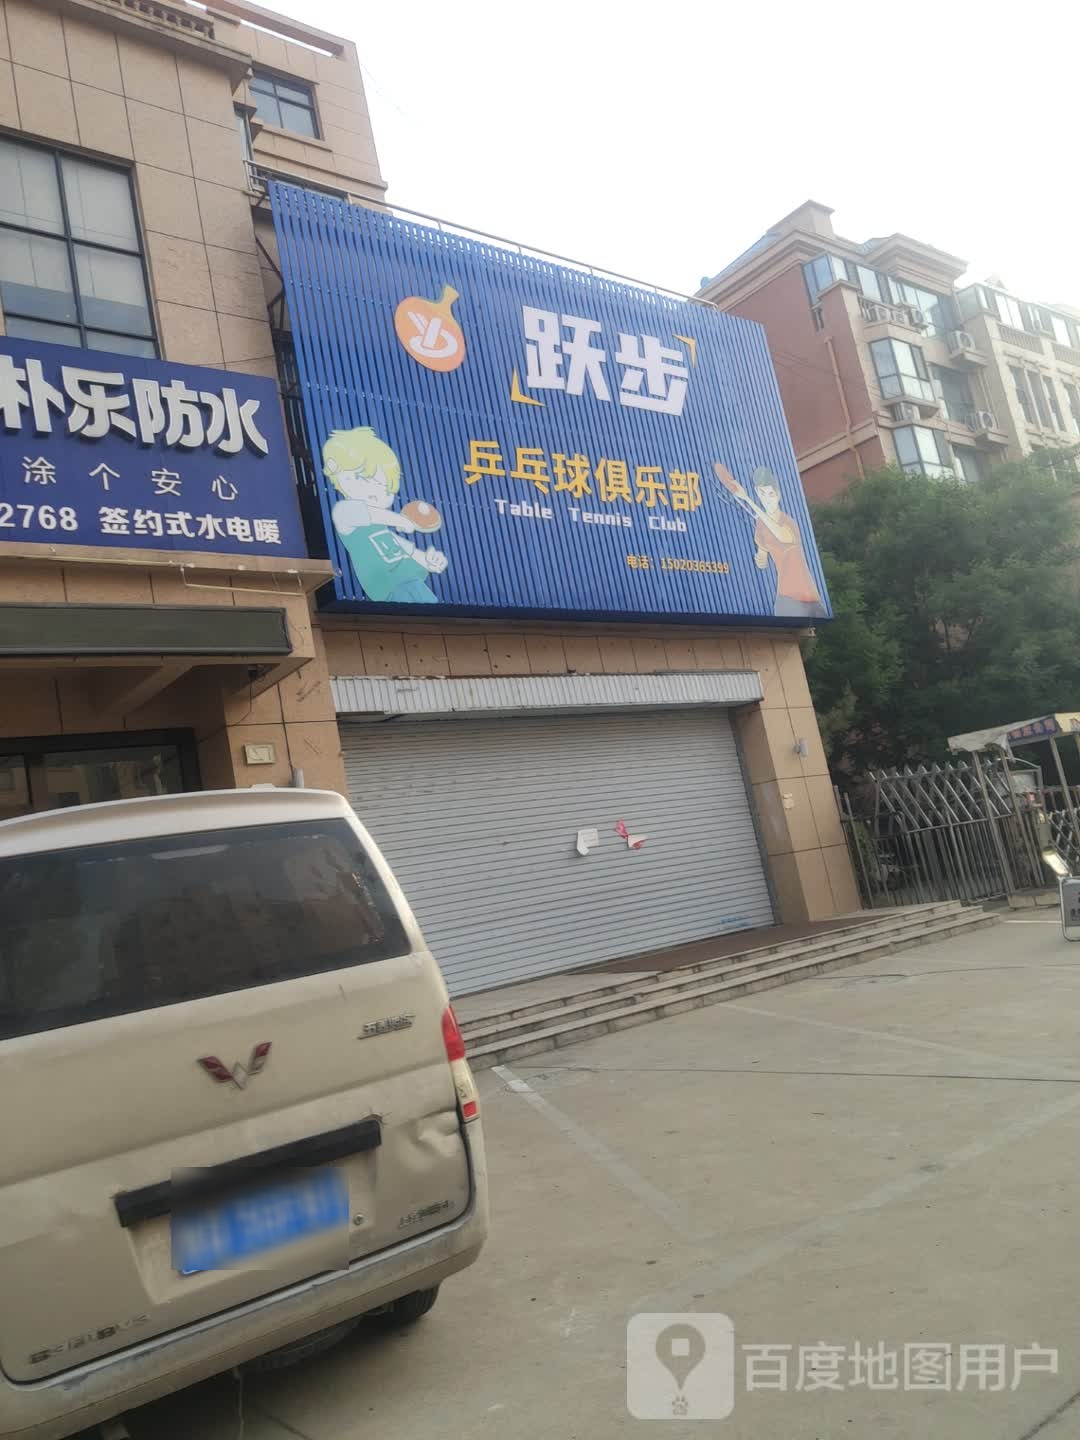 跃步
乒乓球俱乐部
Table Tennis Club
电话：15020365399
朴乐防水
涂个安心
2768 签约式水电暖
百度地图用户